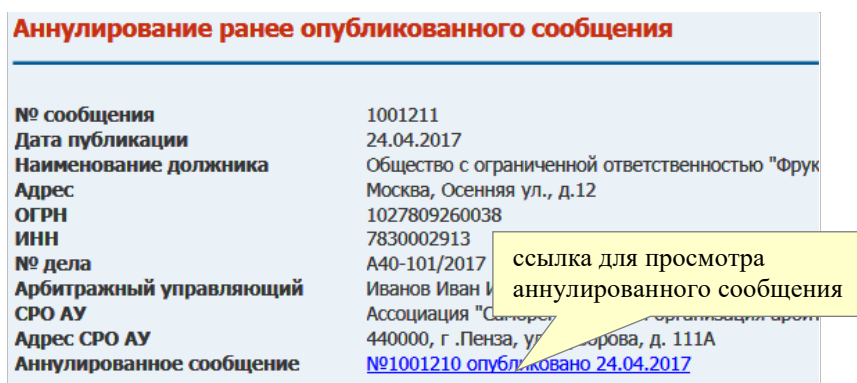 Аннулирование ранее опубликованного сообщения
№ сообщения 1001211
Дата публикации 24.04.2017
Наименование должника Общество с ограниченной ответственностью "Фрук
Адрес Москва, Осенняя ул., д.12
ОГРН 1027809260038
ИНН 7830002913
№ дела А40-101/2017
Арбитражный управляющий Иванов Иван И
СРО АУ Ассоциация
Адрес СРО АУ 440000, г .Пенза, д. 111А
Аннулированное сообщение №1001210 опубликовано 24.04.2017
ссылка для просмотра
аннулированного сообщения